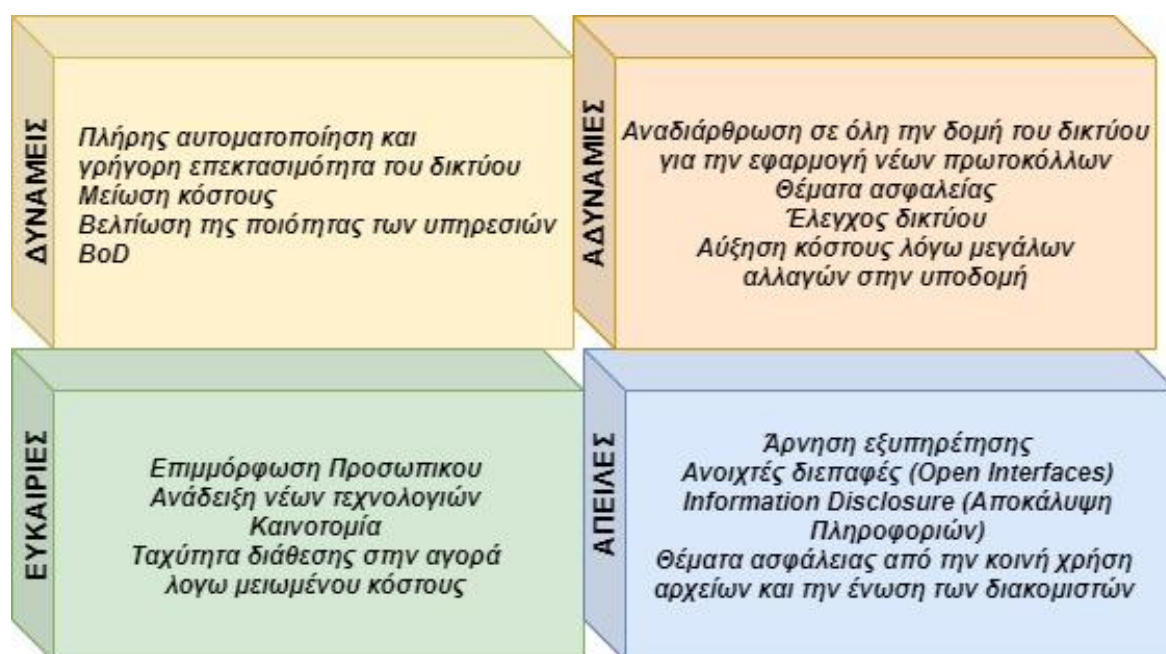 ΔΥΝΑΜΕΙΣ
Πλήρης αυτοματοποίηση και
γρήγορη επεκτασιμότητα του δικτύου
Μείωση κόστους
Βελτίωση της ποιότητας των υπηρεσιών
BoD
ΑΔΥΝΑΜΙΕΣ
Αναδιάρθρωση σε όλη την δομή του δικτύου
για την εφαρμογή νέων πρωτοκόλλων
Θέματα ασφαλείας
Έλεγχος δικτύου
Αύξηση κόστους λόγω μεγάλων
αλλαγών στην υποδομή
ΕΥΚΑΙΡΙΕΣ
Επιμμόρφωση Προσωπικου
Ανάδειξη νέων τεχνολογιών
Καινοτομία
Ταχύτητα διάθεσης στην αγορά
λογω μειωμένου κόστους
ΑΠΕΙΛΕΣ
Άρνηση εξυπηρέτησης
Ανοιχτές διεπαφές (Open Interfaces)
Information Disclosure (Αποκάλυψη
Πληροφοριών)
Θέματα ασφάλειας από την κοινή χρήση
αρχείων και την ένωση των διακομιστών